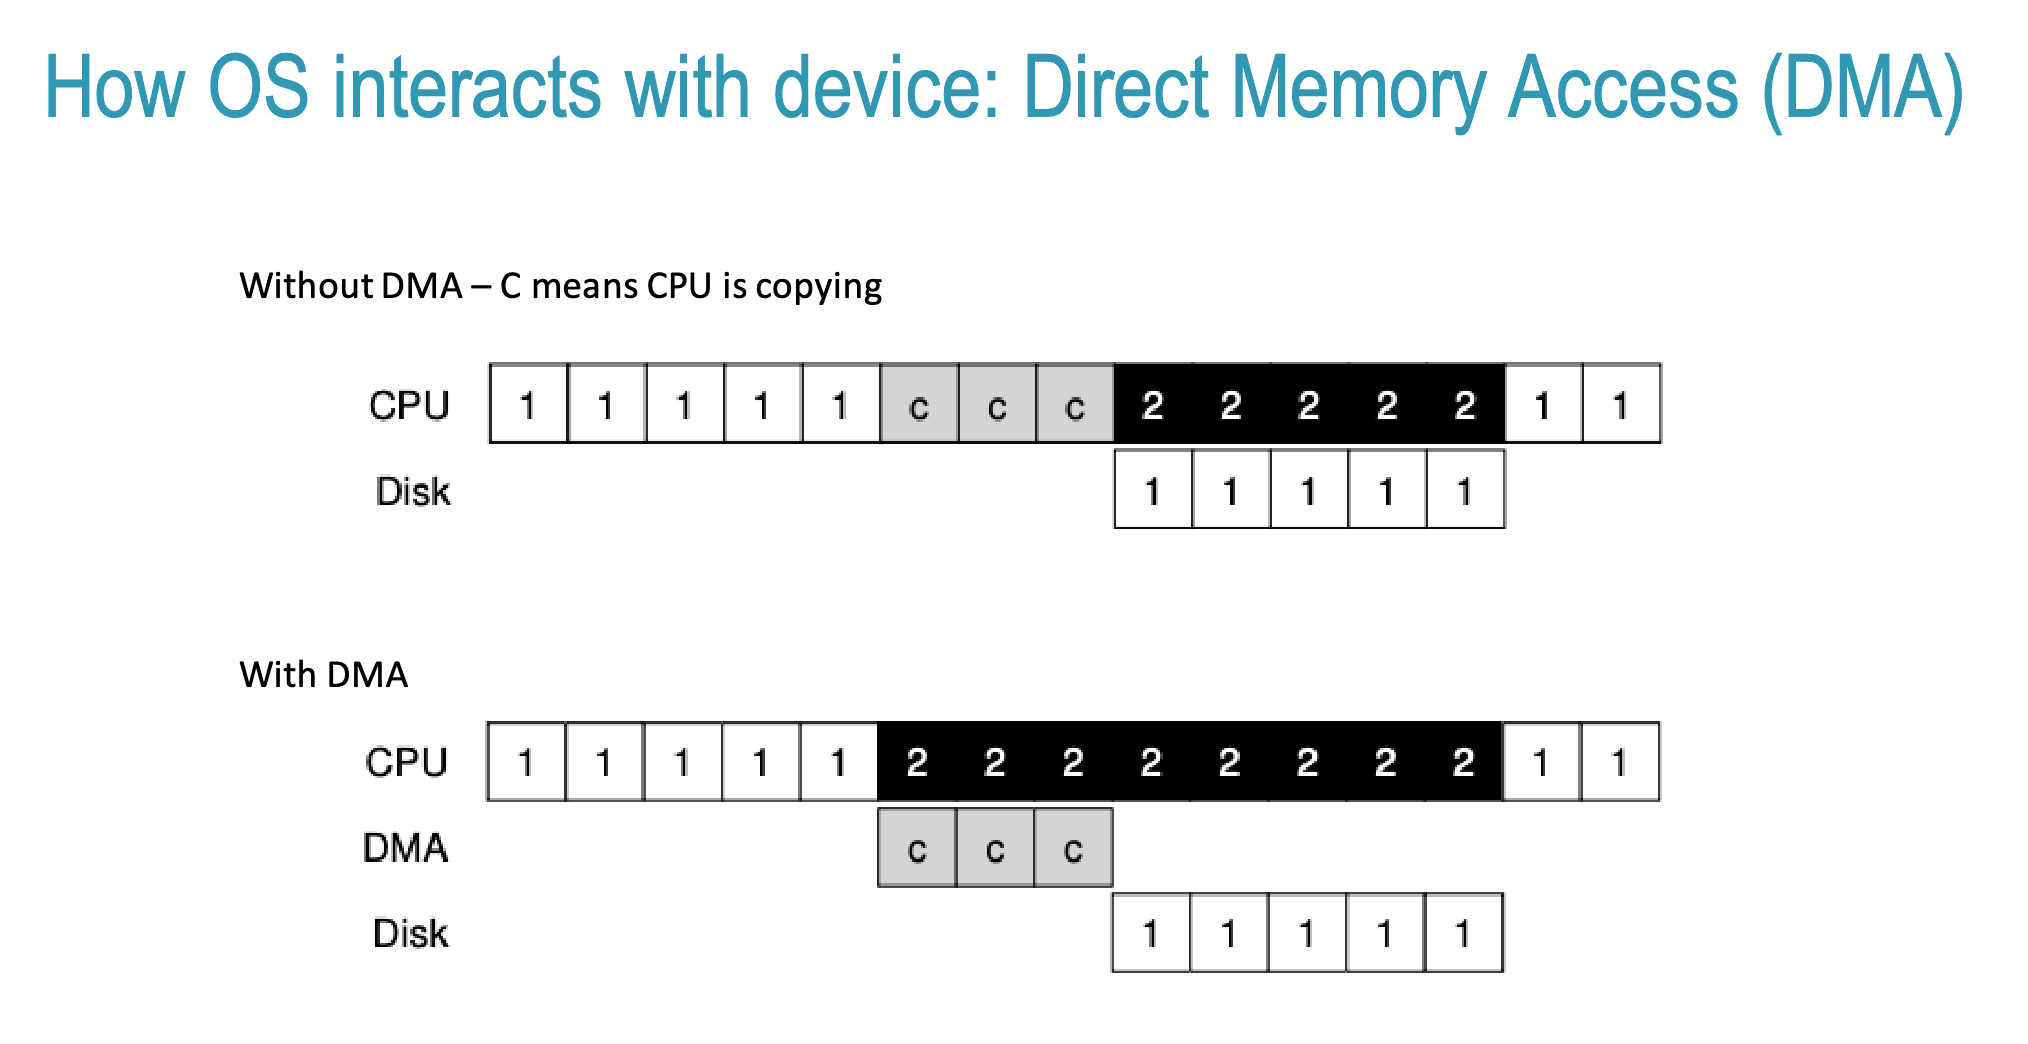 How OS interacts with device: Direct Memory Access (DMA)
Without DMA – C means CPU is copying
CPU 1 1 1 1 1 c c c 2 2 2 2 2 1 1
Disk 1 1 1 1 1
With DMA
CPU 1 1 1 1 1 2 2 2 2 2 2 2 2 1 1
DMA c c c
Disk 1 1 1 1 1